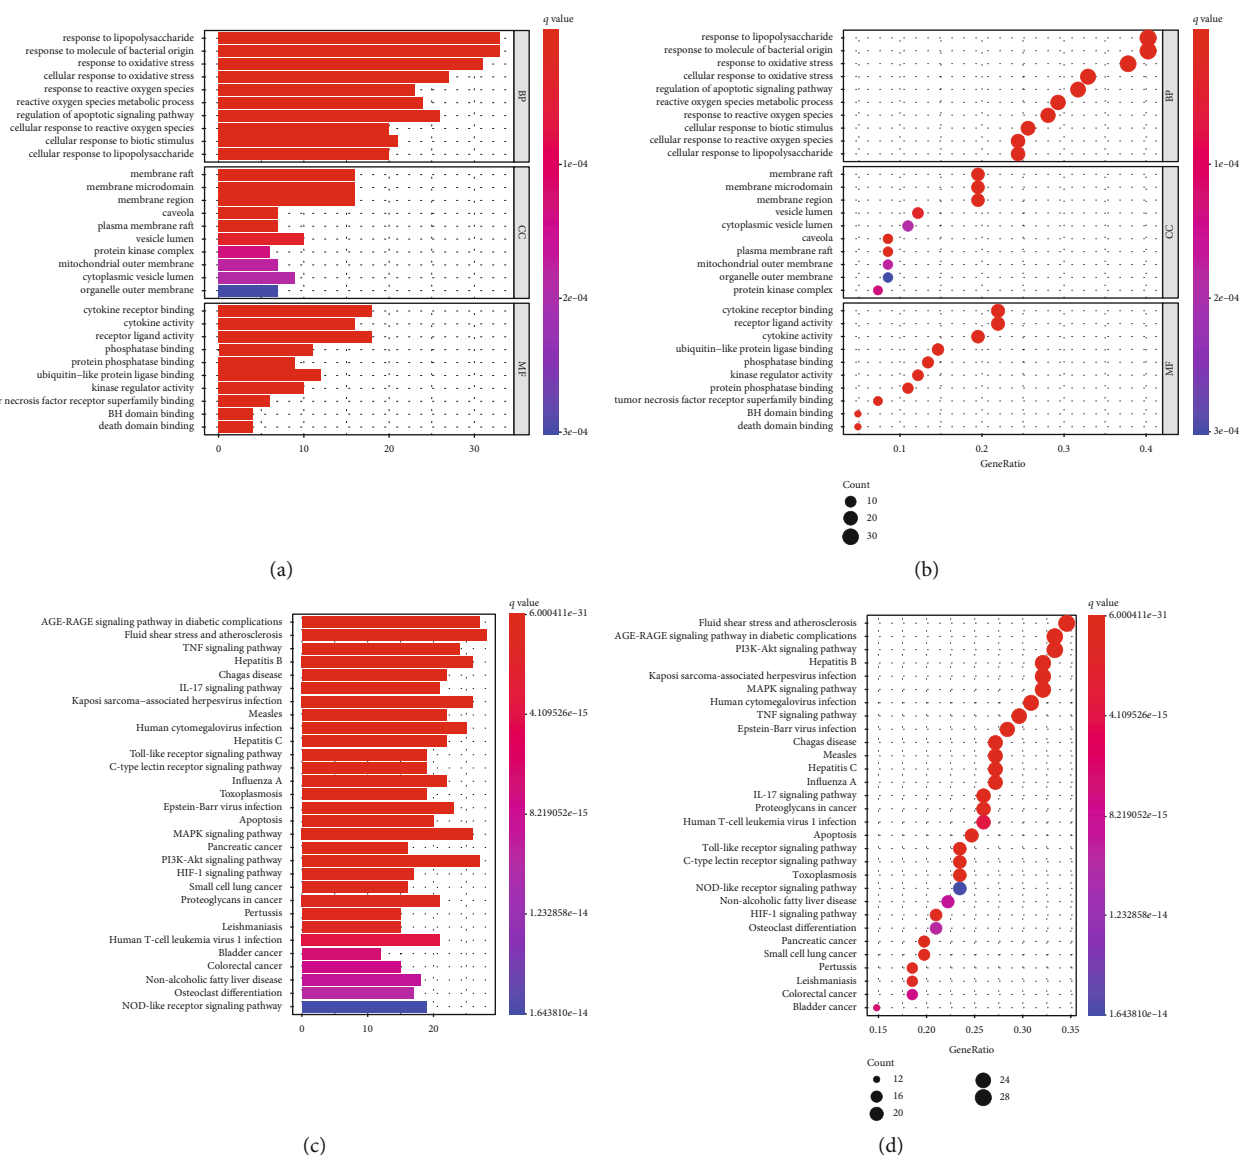 q value
response to lipopolysaccharide
response to molecule of bacterial origin
response to oxidative stress
cellular response to oxidative stress
response to reactive oxygen species
reactive oxygen species metabolic process
regulation of apoptotic signaling pathway
cellular response to reactive oxygen species
cellular response to biotic stimulus
cellular response to lipopolysaccharide
BP
membrane raft
membrane microdomain
membrane region
caveola
plasma membrane raft
vesicle lumen
protein kinase complex
mitochondrial outer membrane
cytoplasmic vesicle lumen
organelle outer membrane
CC
cytokine receptor binding
cytokine activity
receptor ligand activity
phosphatase binding
protein phosphatase binding
ubiquitin−like protein ligase binding
kinase regulator activity
necrosis factor receptor superfamily binding
BH domain binding
death domain binding
MF
0 10 20 30
1e−04
2e−04
3e−04
(a)
q value
response to lipopolysaccharide
response to molecule of bacterial origin
response to oxidative stress
cellular response to oxidative stress
regulation of apoptotic signaling pathway
reactive oxygen species metabolic process
response to reactive oxygen species
cellular response to biotic stimulus
cellular response to reactive oxygen species
cellular response to lipopolysaccharide
BP
membrane raft
membrane microdomain
membrane region
vesicle lumen
cytoplasmic vesicle lumen
caveola
plasma membrane raft
mitochondrial outer membrane
organelle outer membrane
protein kinase complex
CC
cytokine receptor binding
receptor ligand activity
cytokine activity
ubiquitin−like protein ligase binding
phosphatase binding
kinase regulator activity
protein phosphatase binding
tumor necrosis factor receptor superfamily binding
BH domain binding
death domain binding
MF
0.1 0.2 0.3 0.4
GeneRatio
1e−04
2e−04
3e−04
Count
10
20
30
(b)
q value
AGE-RAGE signaling pathway in diabetic complications
Fluid shear stress and atherosclerosis
TNF signaling pathway
Hepatitis B
Chagas disease
IL-17 signaling pathway
Kaposi sarcoma−associated herpesvirus infection
Measles
Human cytomegalovirus infection
Hepatitis C
Toll-like receptor signaling pathway
C-type lectin receptor signaling pathway
Influenza A
Toxoplasmosis
Epstein-Barr virus infection
Apoptosis
MAPK signaling pathway
Pancreatic cancer
PI3K-Akt signaling pathway
HIF-1 signaling pathway
Small cell lung cancer
Proteoglycans in cancer
Pertussis
Leishmaniasis
Human T-cell leukemia virus 1 infection
Bladder cancer
Colorectal cancer
Non-alcoholic fatty liver disease
Osteoclast differentiation
NOD-like receptor signaling pathway
0 10 20
6.000411e−31
4.109526e−15
8.219052e−15
1.232858e−14
1.643810e−14
(c)
q value
Fluid shear stress and atherosclerosis
AGE-RAGE signaling pathway in diabetic complications
PI3K-Akt signaling pathway
Hepatitis B
Kaposi sarcoma-associated herpesvirus infection
MAPK signaling pathway
Human cytomegalovirus infection
TNF signaling pathway
Epstein-Barr virus infection
Chagas disease
Measles
Hepatitis C
Influenza A
IL-17 signaling pathway
Proteoglycans in cancer
Human T-cell leukemia virus 1 infection
Apoptosis
Toll-like receptor signaling pathway
C-type lectin receptor signaling pathway
Toxoplasmosis
NOD-like receptor signaling pathway
Non-alcoholic fatty liver disease
HIF-1 signaling pathway
Osteoclast differentiation
Pancreatic cancer
Small cell lung cancer
Pertussis
Leishmaniasis
Colorectal cancer
Bladder cancer
0.15 0.20 0.25 0.30 0.35
GeneRatio
6.000411e−31
4.109526e−15
8.219052e−15
1.232858e−14
1.643810e−14
Count
12 24
16 28
20
(d)